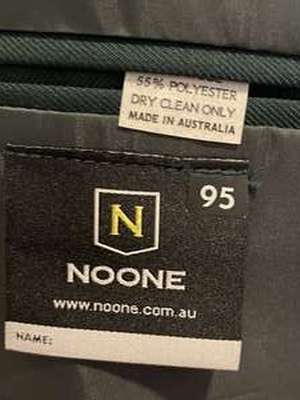 55% POLYESTER
DRY CLEAN ONLY
MADE IN AUSTRALIA
95
N
NOONE
www.noone.com.au
NAME: